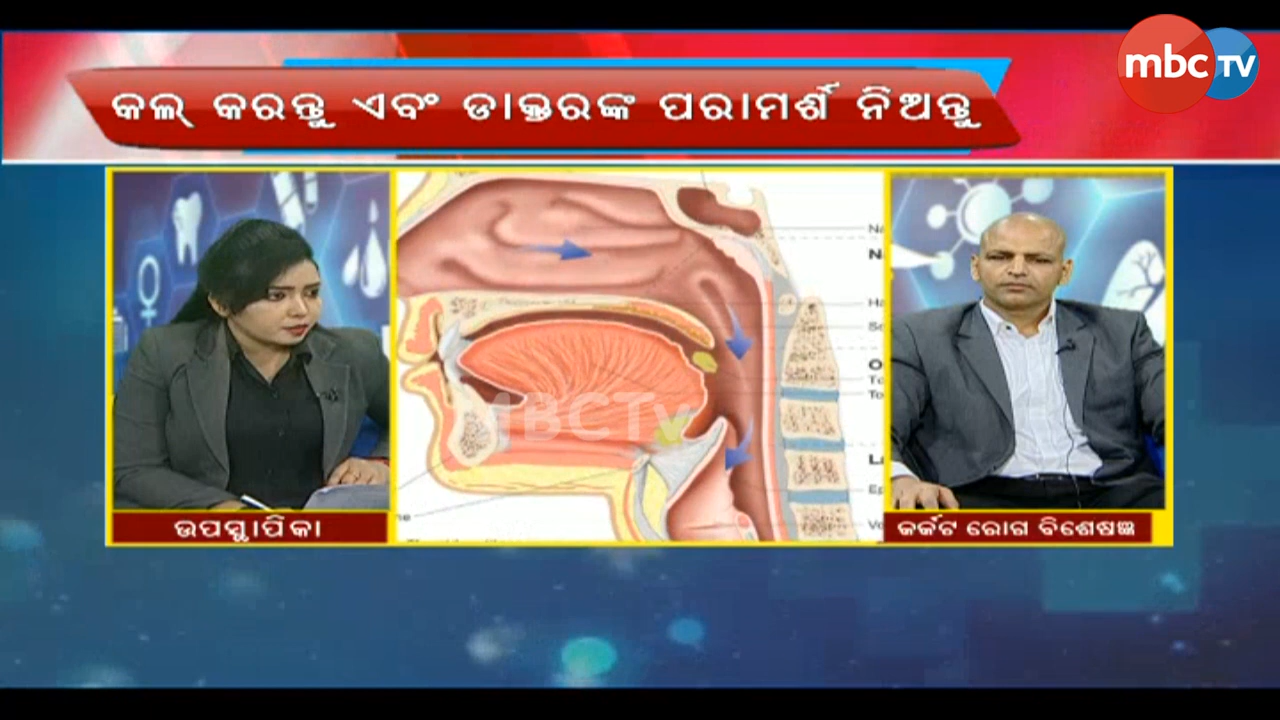 mbc TV
କଲ୍ କରନ୍ତୁ ଏବଂ ଡାକ୍ତରଙ୍କ ପରାମର୍ଶ ନିଅନ୍ତୁ
MBCTv
ଉପସ୍ଥାପିକା
କର୍କଟ ରୋଗ ବିଶେଷଜ୍ଞ